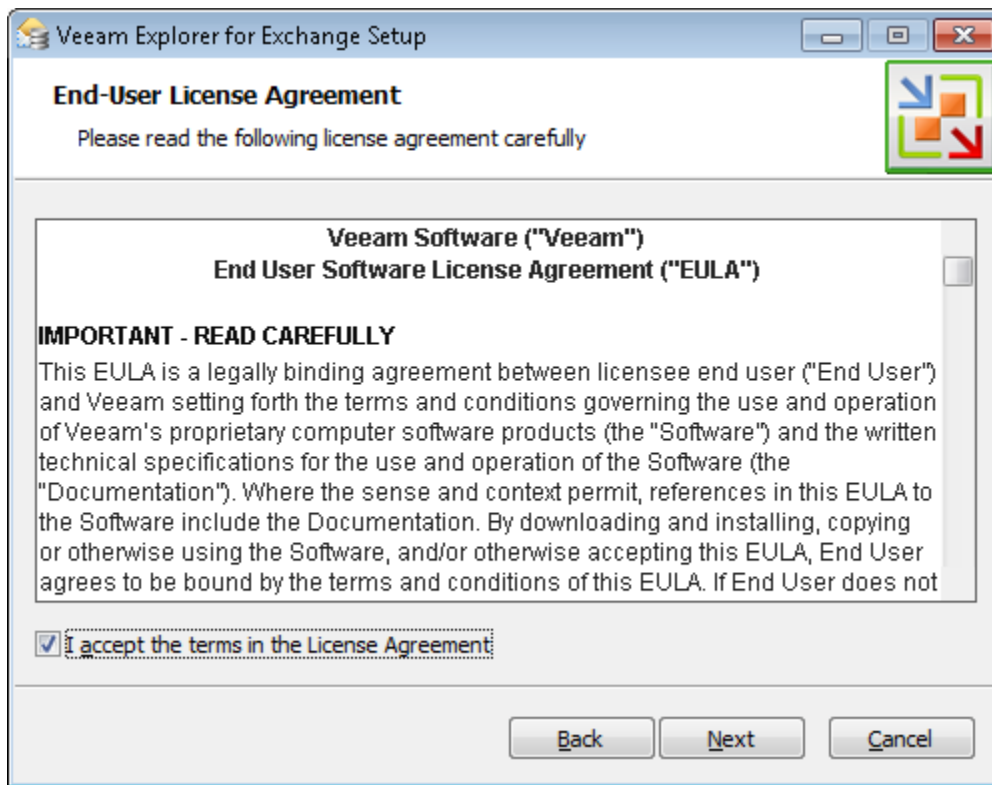 Veeam Explorer for Exchange Setup
End-User License Agreement
Please read the following license agreement carefully
Veeam Software ("Veeam")
End User Software License Agreement ("EULA")
IMPORTANT - READ CAREFULLY
This EULA is a legally binding agreement between licensee end user ("End User")
and Veeam setting forth the terms and conditions governing the use and operation
of Veeam's proprietary computer software products (the "Software") and the written
technical specifications for the use and operation of the Software (the
"Documentation"). Where the sense and context permit, references in this EULA to
the Software include the Documentation. By downloading and installing, copying
or otherwise using the Software, and/or otherwise accepting this EULA, End User
agrees to be bound by the terms and conditions of this EULA. If End User does not
I accept the terms in the License Agreement
Back Next Cancel